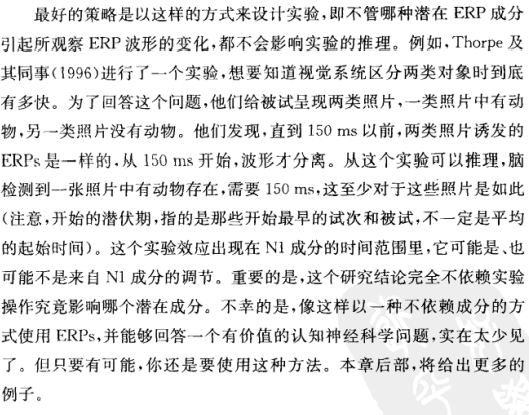 最好的策略是以这样的方式来设计实验,即不管哪种潜在 ERP 成分
引起所观察 ERP 波形的变化,都不会影响实验的推理。例如,Thorpe 及
其同事(1996)进行了一个实验,想要知道视觉系统区分两类对象时到底
有多快。为了回答这个问题,他们给被试呈现两类照片,一类照片中有动
物,另一类照片没有动物。他们发现,直到 150 ms 以前,两类照片诱发的
ERPs 是一样的,从 150 ms 开始,波形才分离。从这个实验可以推理,脑
检测到一张照片中有动物存在,需要 150 ms,这至少对于这些照片是如此
(注意,开始的潜伏期,指的是那些开始最早的试次和被试,不一定是平均
的起始时间)。这个实验效应出现在 N1 成分的时间范围里,它可能是、也
可能不是来自 N1 成分的调节。重要的是,这个研究结论完全不依赖实验
操作究竟影响哪个潜在成分。不幸的是,像这样以一种不依赖成分的方
式使用 ERPs,并能够回答一个有价值的认知神经科学问题,实在太少见
了。但只要有可能,你还是要使用这种方法。本章后部,将给出更多的
例子。